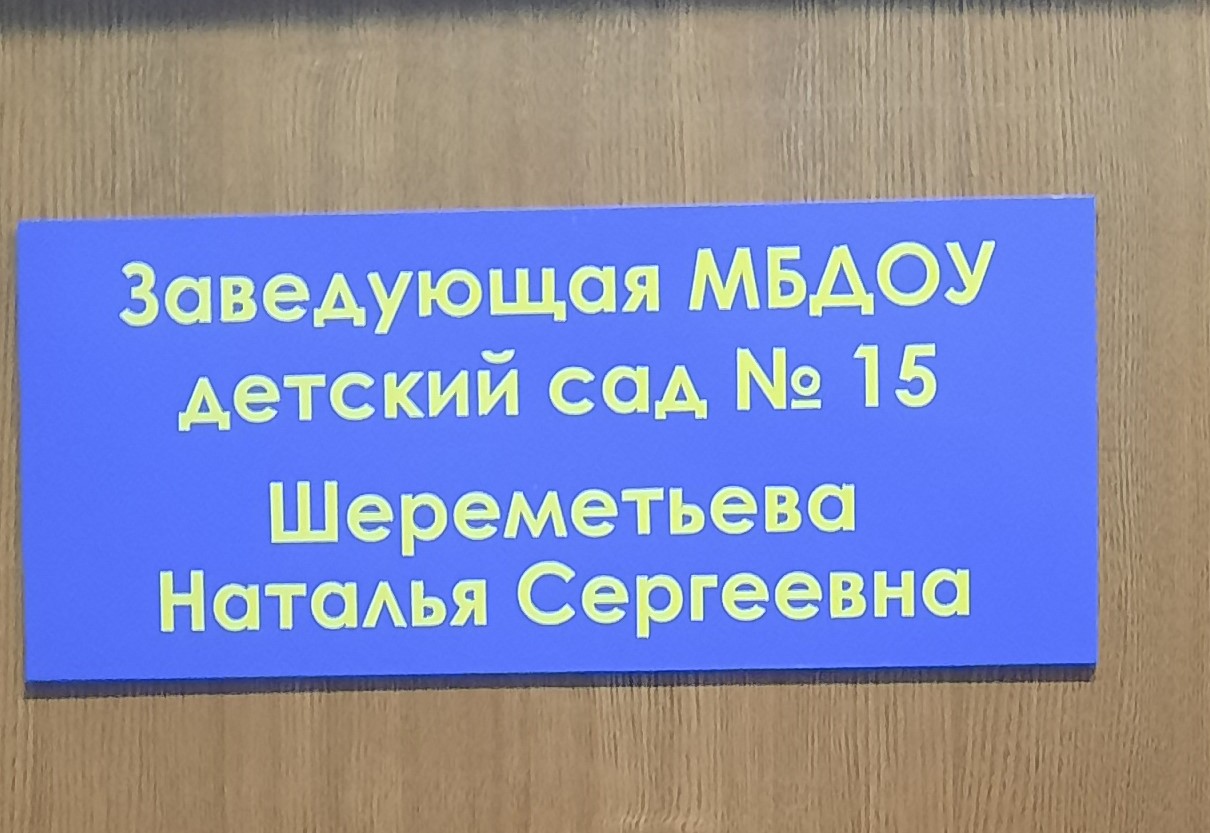 Заведующая МБДОУ
детский сад № 15
Шереметьева
Наталья Сергеевна